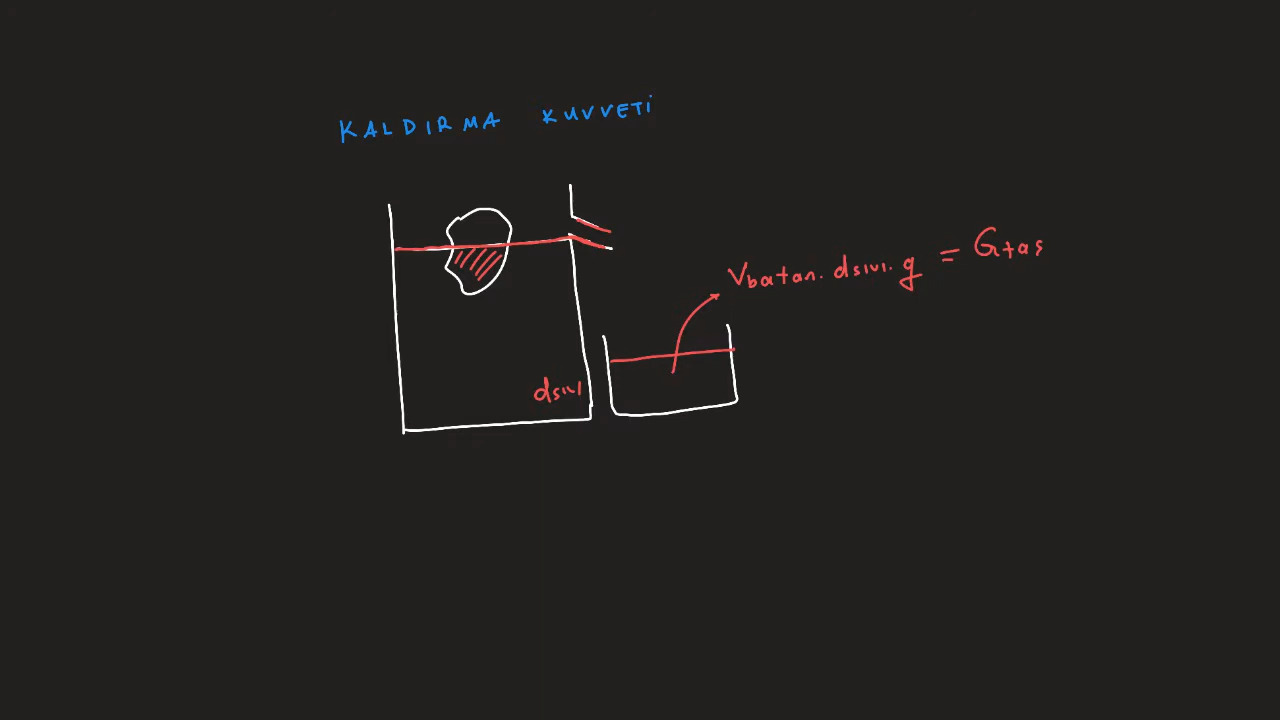 KALDIRMA KUVVETİ
Vbatan. dsıvı. g = Gtaş
dsıvı